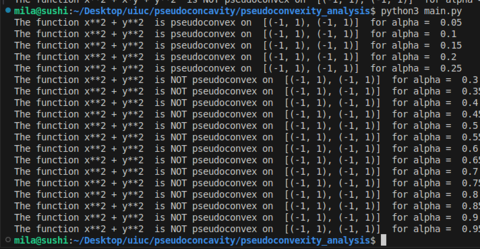 mila@sushi:~/Desktop/uiuc/pseudoconcavity/pseudoconvexity_analysis$ python3 main.py
The function x**2 + y**2  is pseudoconvex on  [(-1, 1), (-1, 1)]  for alpha =  0.05
The function x**2 + y**2  is pseudoconvex on  [(-1, 1), (-1, 1)]  for alpha =  0.1
The function x**2 + y**2  is pseudoconvex on  [(-1, 1), (-1, 1)]  for alpha =  0.15
The function x**2 + y**2  is pseudoconvex on  [(-1, 1), (-1, 1)]  for alpha =  0.2
The function x**2 + y**2  is pseudoconvex on  [(-1, 1), (-1, 1)]  for alpha =  0.25
The function x**2 + y**2  is NOT pseudoconvex on  [(-1, 1), (-1, 1)]  for alpha =  0.3
The function x**2 + y**2  is NOT pseudoconvex on  [(-1, 1), (-1, 1)]  for alpha =  0.35
The function x**2 + y**2  is NOT pseudoconvex on  [(-1, 1), (-1, 1)]  for alpha =  0.4
The function x**2 + y**2  is NOT pseudoconvex on  [(-1, 1), (-1, 1)]  for alpha =  0.45
The function x**2 + y**2  is NOT pseudoconvex on  [(-1, 1), (-1, 1)]  for alpha =  0.5
The function x**2 + y**2  is NOT pseudoconvex on  [(-1, 1), (-1, 1)]  for alpha =  0.55
The function x**2 + y**2  is NOT pseudoconvex on  [(-1, 1), (-1, 1)]  for alpha =  0.6
The function x**2 + y**2  is NOT pseudoconvex on  [(-1, 1), (-1, 1)]  for alpha =  0.65
The function x**2 + y**2  is NOT pseudoconvex on  [(-1, 1), (-1, 1)]  for alpha =  0.7
The function x**2 + y**2  is NOT pseudoconvex on  [(-1, 1), (-1, 1)]  for alpha =  0.75
The function x**2 + y**2  is NOT pseudoconvex on  [(-1, 1), (-1, 1)]  for alpha =  0.8
The function x**2 + y**2  is NOT pseudoconvex on  [(-1, 1), (-1, 1)]  for alpha =  0.85
The function x**2 + y**2  is NOT pseudoconvex on  [(-1, 1), (-1, 1)]  for alpha =  0.9
The function x**2 + y**2  is NOT pseudoconvex on  [(-1, 1), (-1, 1)]  for alpha =  0.95
mila@sushi:~/Desktop/uiuc/pseudoconcavity/pseudoconvexity_analysis$